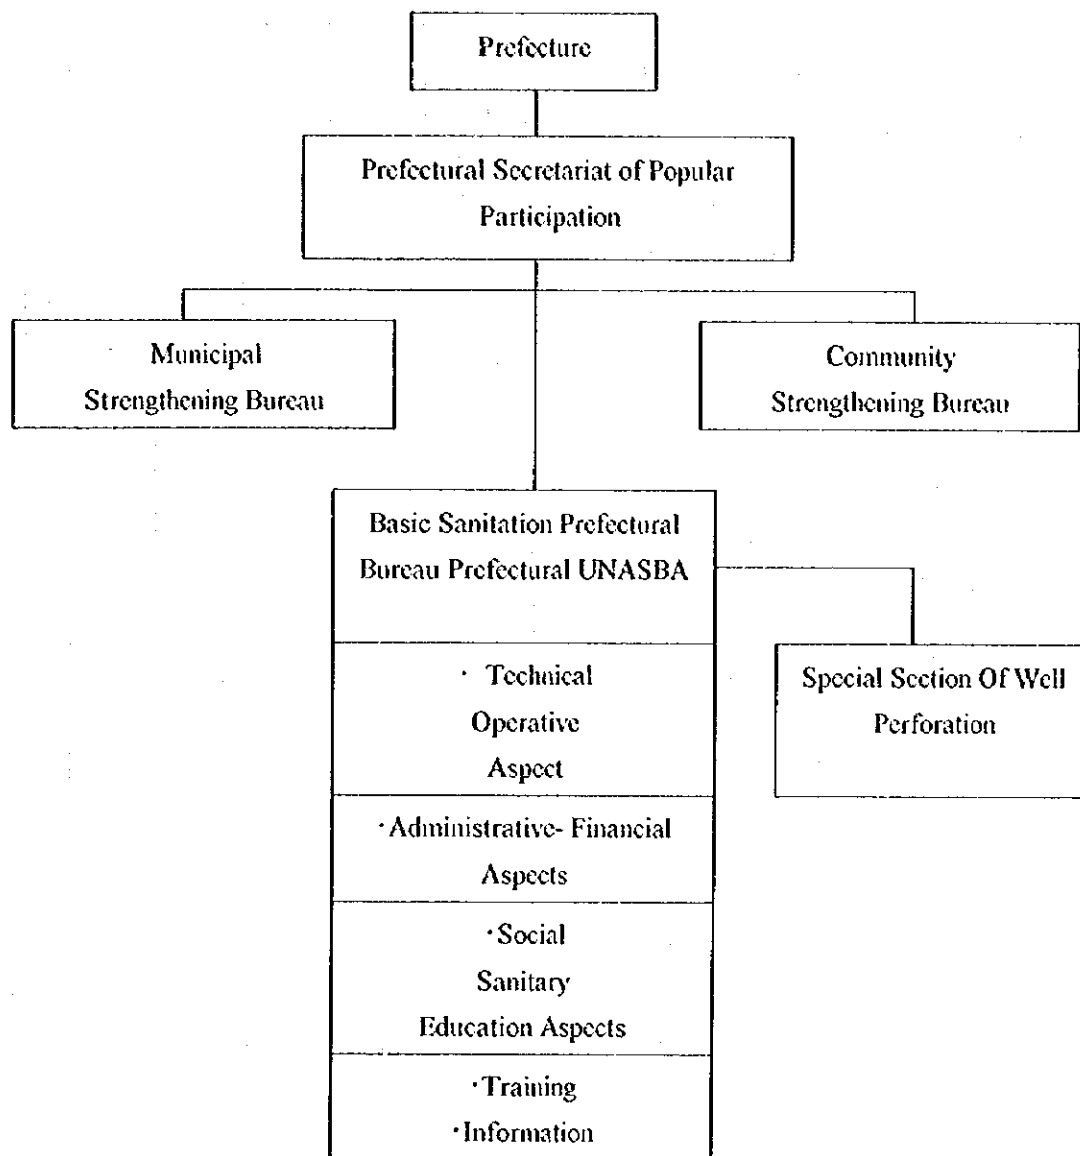 Prefecture
Prefectural Secretariat of Popular
Participation
Municipal
Strengthening Bureau
Community
Strengthening Bureau
Basic Sanitation Prefectural
Bureau Prefectural UNASBA
· Technical
Operative
Aspect
Special Section Of Well
Perforation
·Administrative- Financial
Aspects
·Social
Sanitary
Education Aspects
·Training
·Information